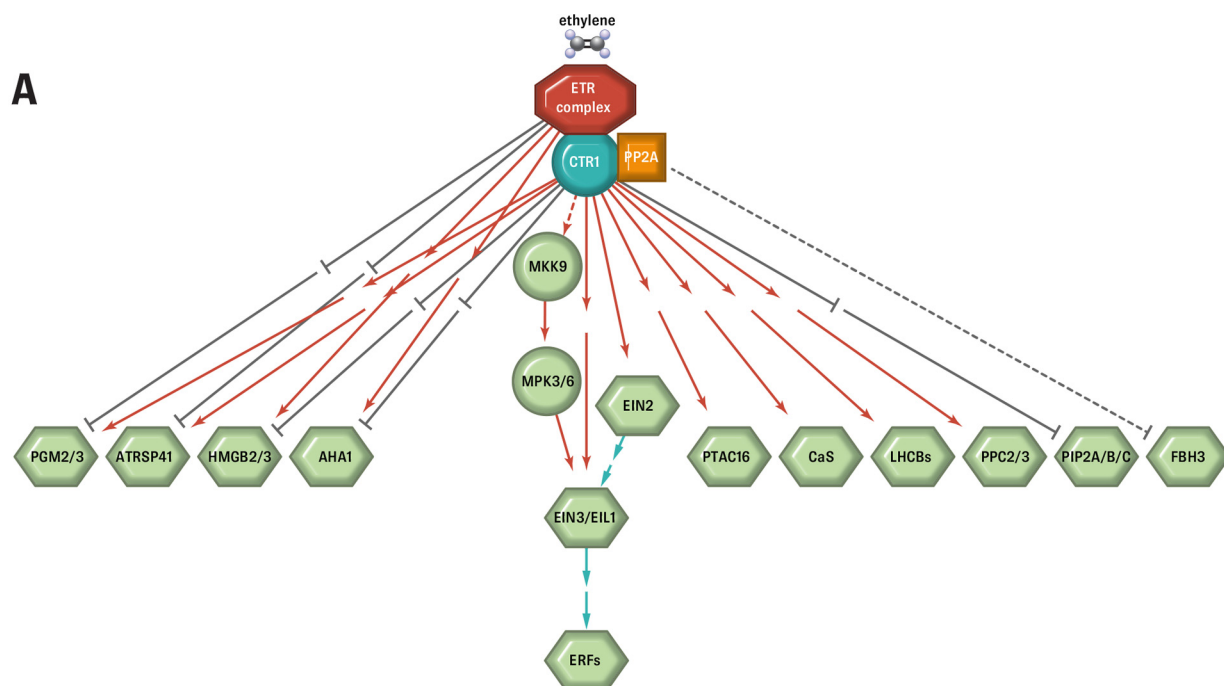 ethylene
A
ETR
complex
CTR1
PP2A
MKK9
MPK3/6
EIN2
PGM2/3
ATRSP41
HMGB2/3
AHA1
PTAC16
CaS
LHCBs
PPC2/3
PIP2A/B/C
FBH3
EIN3/EIL1
ERFs